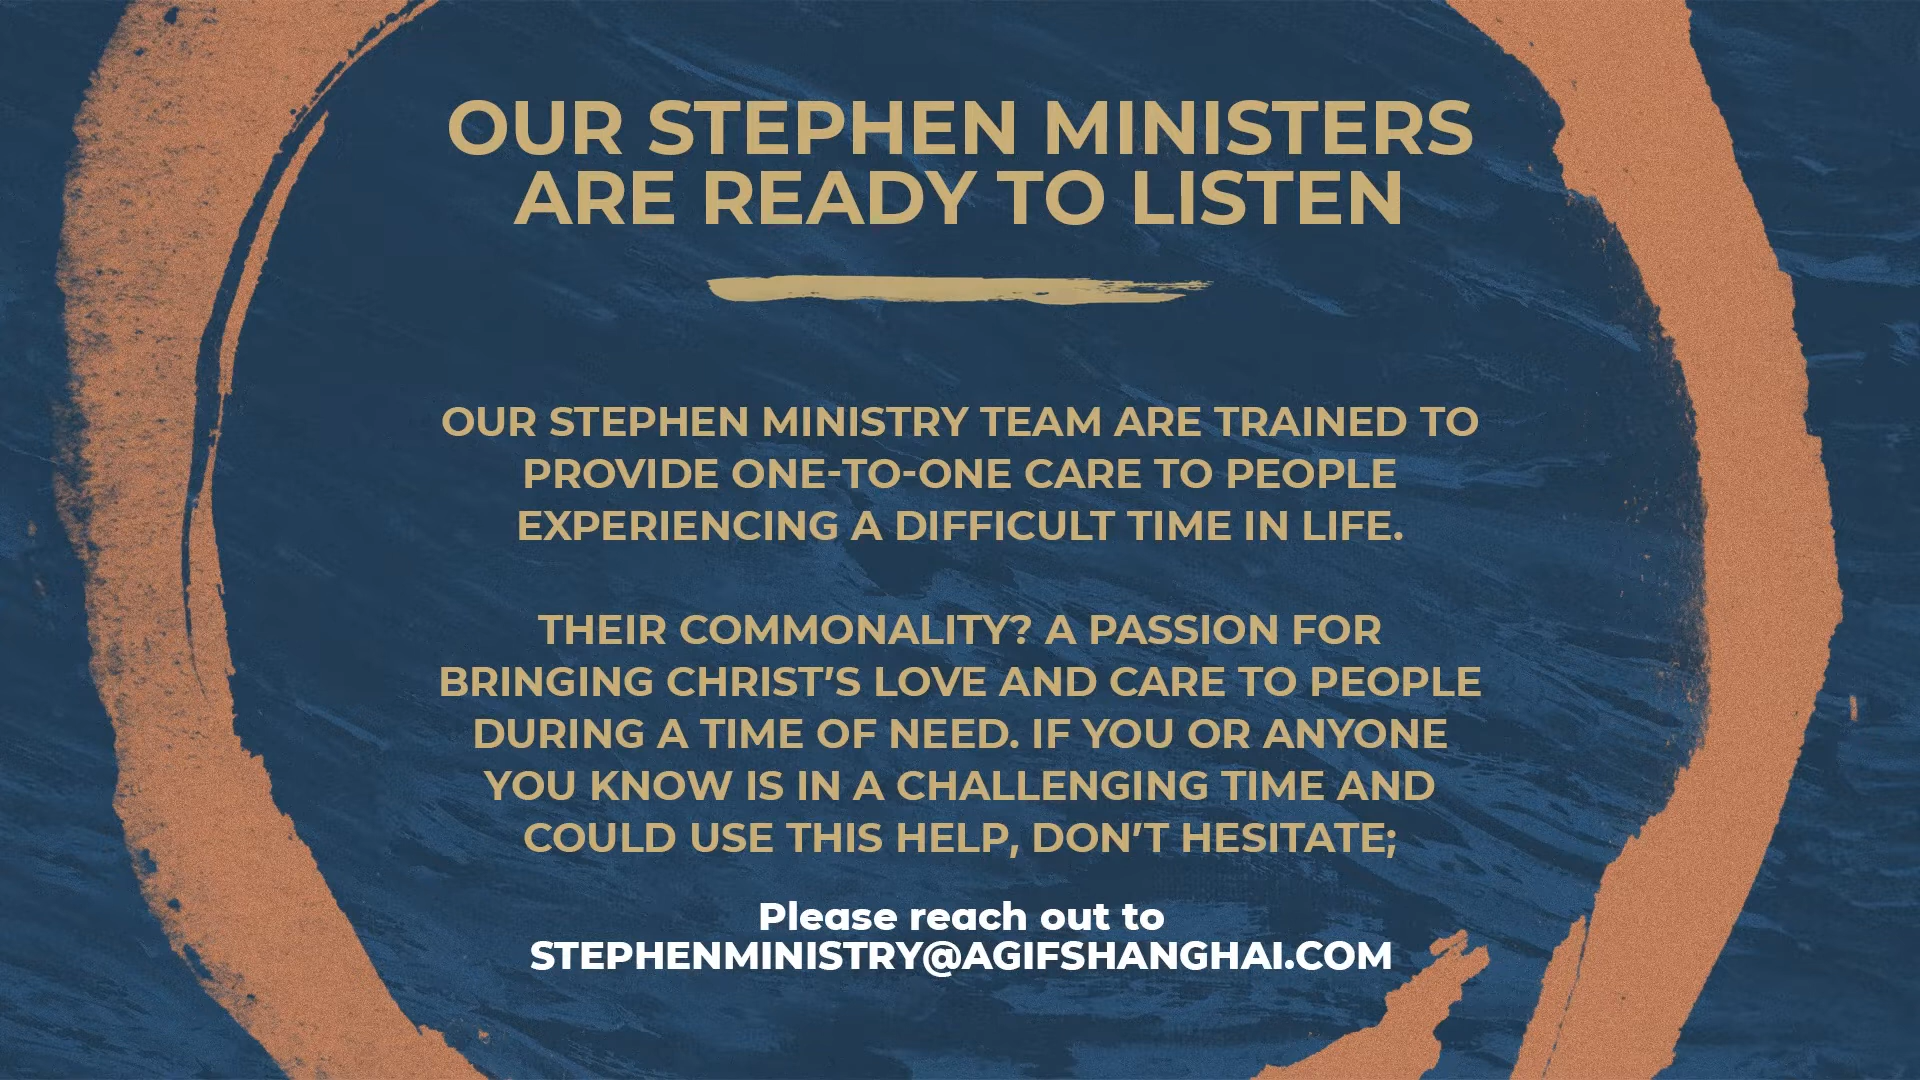 OUR STEPHEN MINISTERS
ARE READY TO LISTEN
OUR STEPHEN MINISTRY TEAM ARE TRAINED TO
PROVIDE ONE-TO-ONE CARE TO PEOPLE
EXPERIENCING A DIFFICULT TIME IN LIFE.
THEIR COMMONALITY? A PASSION FOR
BRINGING CHRIST'S LOVE AND CARE TO PEOPLE
DURING A TIME OF NEED. IF YOU OR ANYONE
YOU KNOW IS IN A CHALLENGING TIME AND
COULD USE THIS HELP, DON'T HESITATE;
Please reach out to
STEPHENMINISTRY@AGIFSHANGHAI.COM